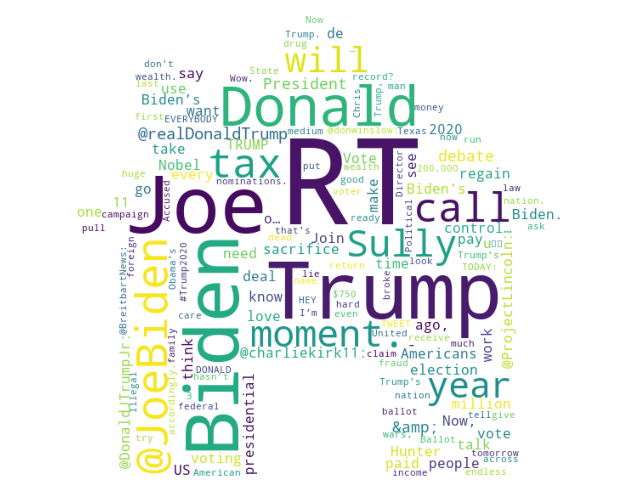 Now
Trump. de
don't
wealth.
last
first
drug
State
Wow.
use
say
Biden's
EVERYBODY
want
will
President
Donald
record?
Chris
Trump,
man
money
@realDonaldTrump
TRUMP
medium
@donwinslow:
Texas
2020
now
run
take
Nobel
tax
put
Vote
wealth
see
debate
every
nominations.
good
voter
ready
make
Director
Political
200,000
Biden's
regain
law
nation.
ask
huge
go
Accused
11
one
campaign
pull
foreign
Joe
RT
call
o…
that's
Join
sacrifice
dead
lie
look
control…
Biden.
pay
u
Sully
need
deal
know
love
time
Trump's
TODAY:
@BreitbartNews:
@DonaldJTrumpJr:
Illegal
#Trump2020
Obama's
@JoeBiden
Biden
care
family
accordingly.
try
think
DONALD
hasn't
3
federal
US
voting
American
presidential
return
name
HEY
I'm
$750
hard
even
broke
TWEET
United
Trump
moment.
@charliekirk11:
claim
fraud
receive
much
ago,
Americans
election
work
@ProjectLincoln:
year
Trump's
nation
ballot
million
&amp;
Now,
tell
give
vote
tomorrow
Hunter
wars,
Ballot
talk
across
paid
people
income
endless